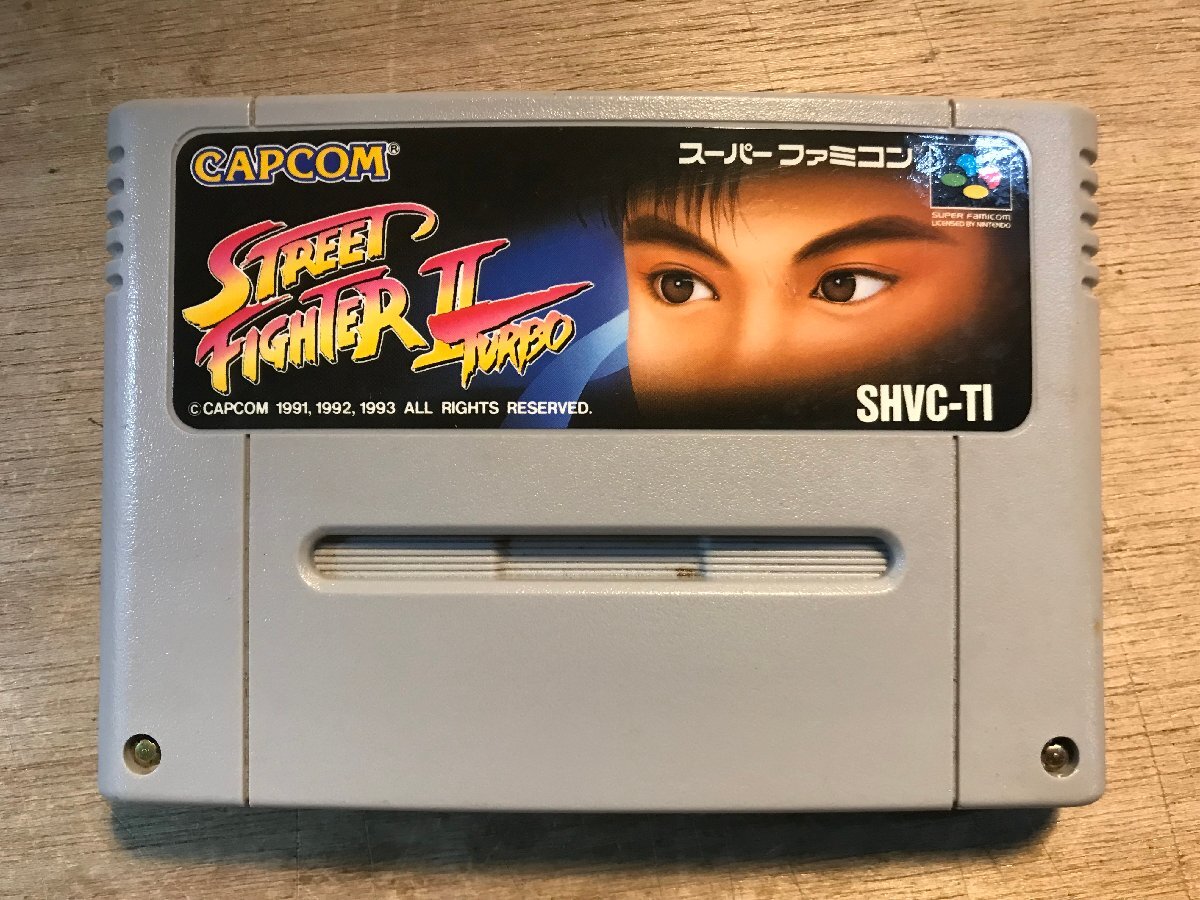 CAPCOM®
スーパーファミコン
SUPER FAMICOM
LICENSED BY NINTENDO
STREET
FIGHTER II
TURBO
©CAPCOM 1991, 1992, 1993 ALL RIGHTS RESERVED.
SHVC-TI